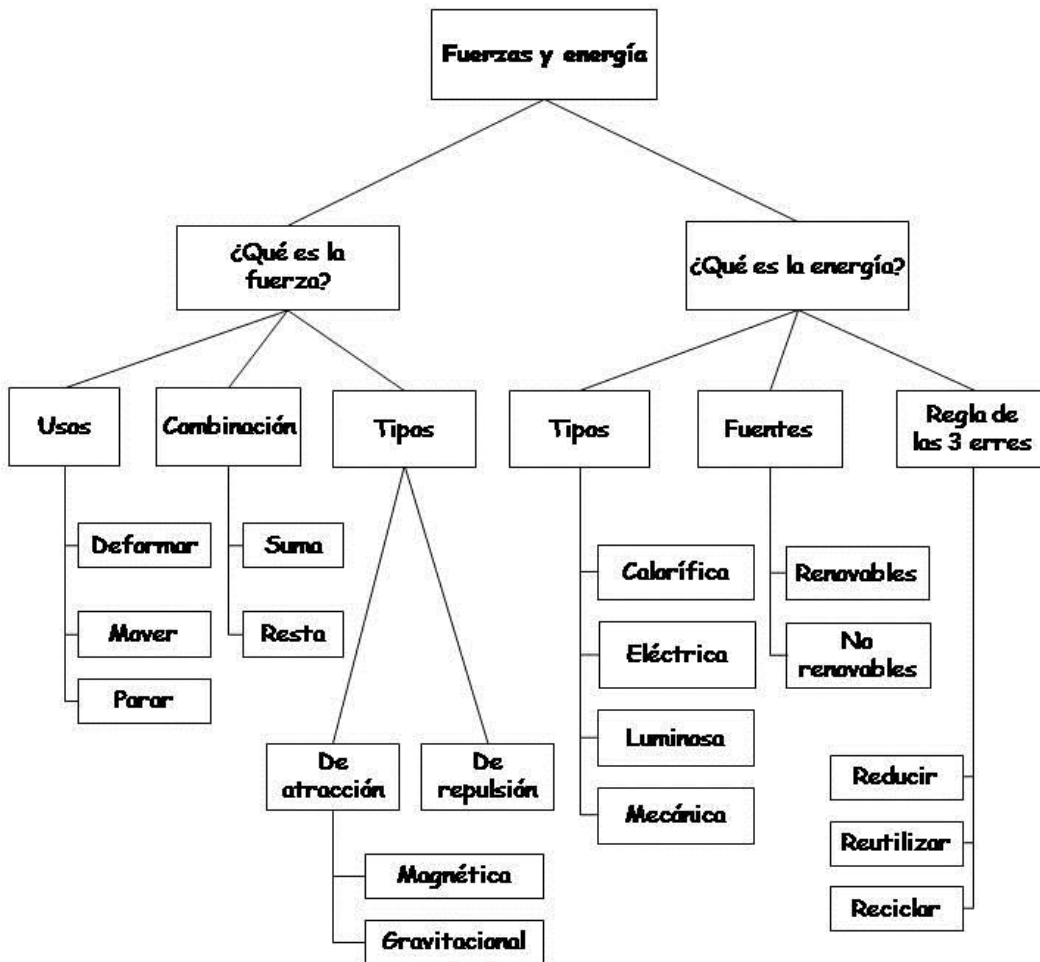 Fuerzas y energía
¿Qué es la
fuerza?
¿Qué es la energía?
Usos
Combinación
Tipos
Tipos
Fuentes
Regla de
las 3 erres
Deformar
Suma
Mover
Resta
Parar
De
atracción
De
repulsión
Magnética
Gravitacional
Calorífica
Eléctrica
Luminosa
Mecánica
Renovables
No
renovables
Reducir
Reutilizar
Reciclar